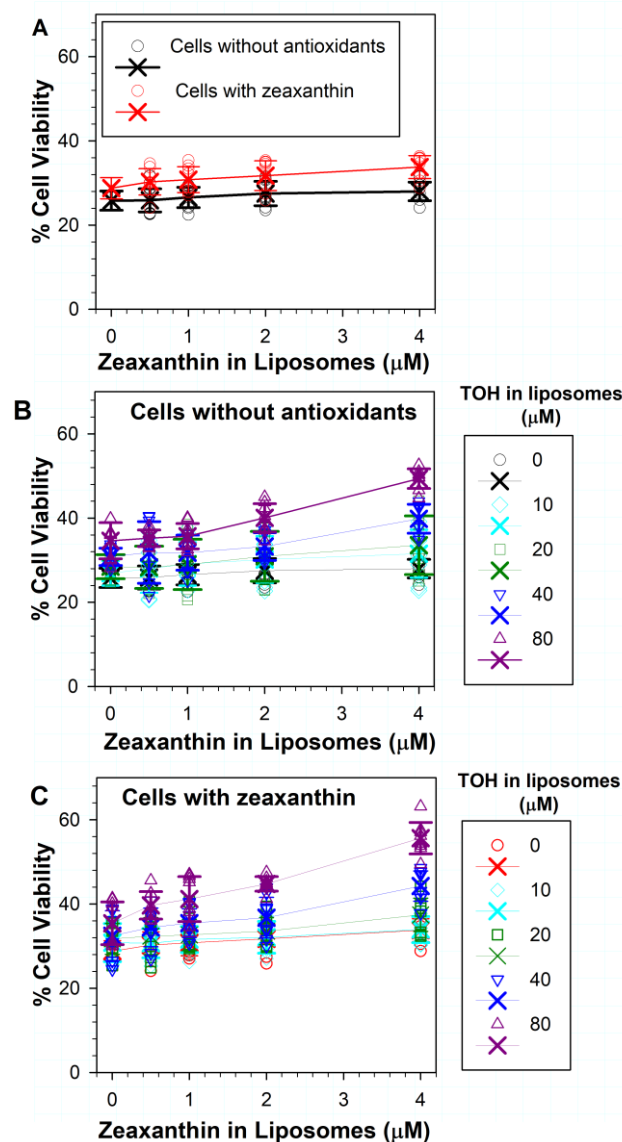 A
60
40
20
0
% Cell Viability
Cells without antioxidants
Cells with zeaxanthin
0 1 2 3 4
Zeaxanthin in Liposomes (μM)
B
Cells without antioxidants
60
40
20
0
% Cell Viability
0 1 2 3 4
Zeaxanthin in Liposomes (μM)
TOH in liposomes
(μM)
0
10
20
40
80
C
Cells with zeaxanthin
60
40
20
0
% Cell Viability
0 1 2 3 4
Zeaxanthin in Liposomes (μM)
TOH in liposomes
(μM)
0
10
20
40
80